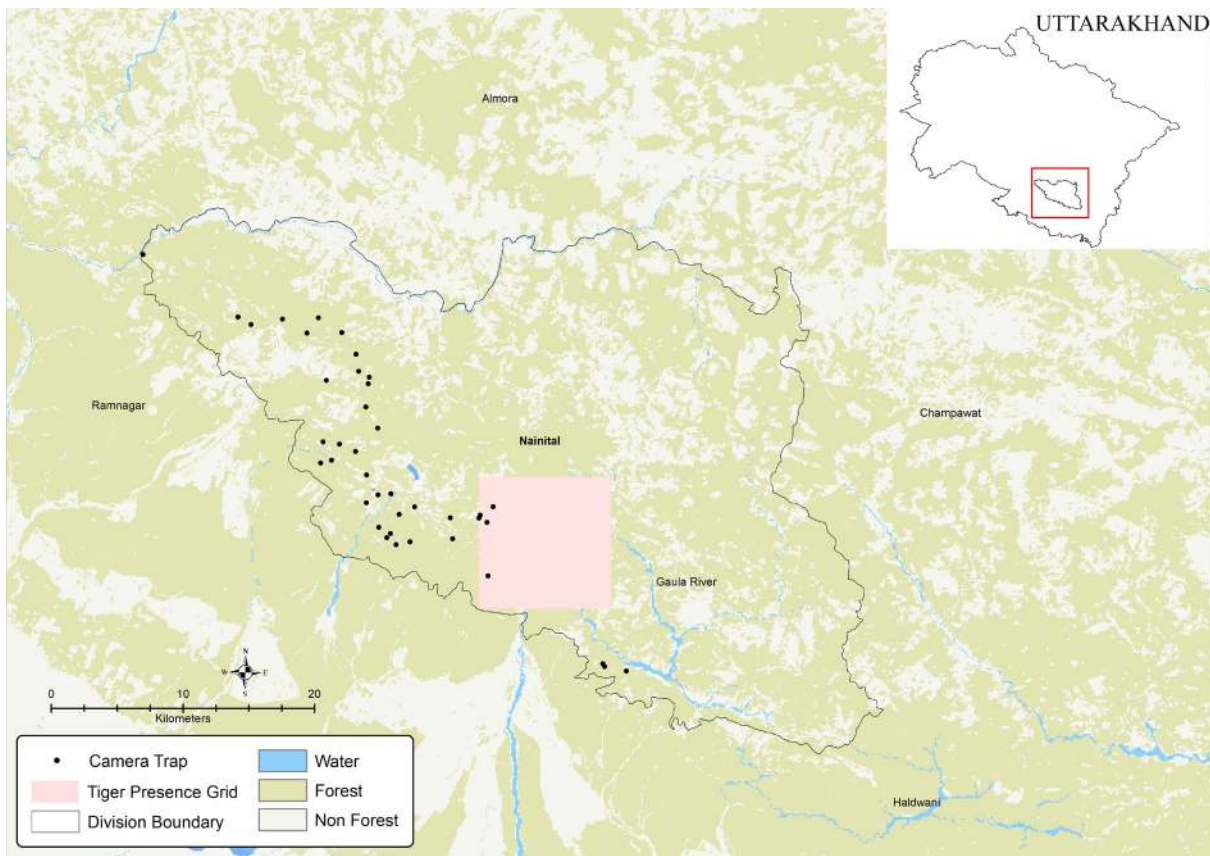 UTTARAKHAND
Almora
Ramnagar
Champawat
Nainital
Gaula River
N
W E
S
0 10 20
Kilometers
Haldwani
Camera Trap
Tiger Presence Grid
Division Boundary
Water
Forest
Non Forest